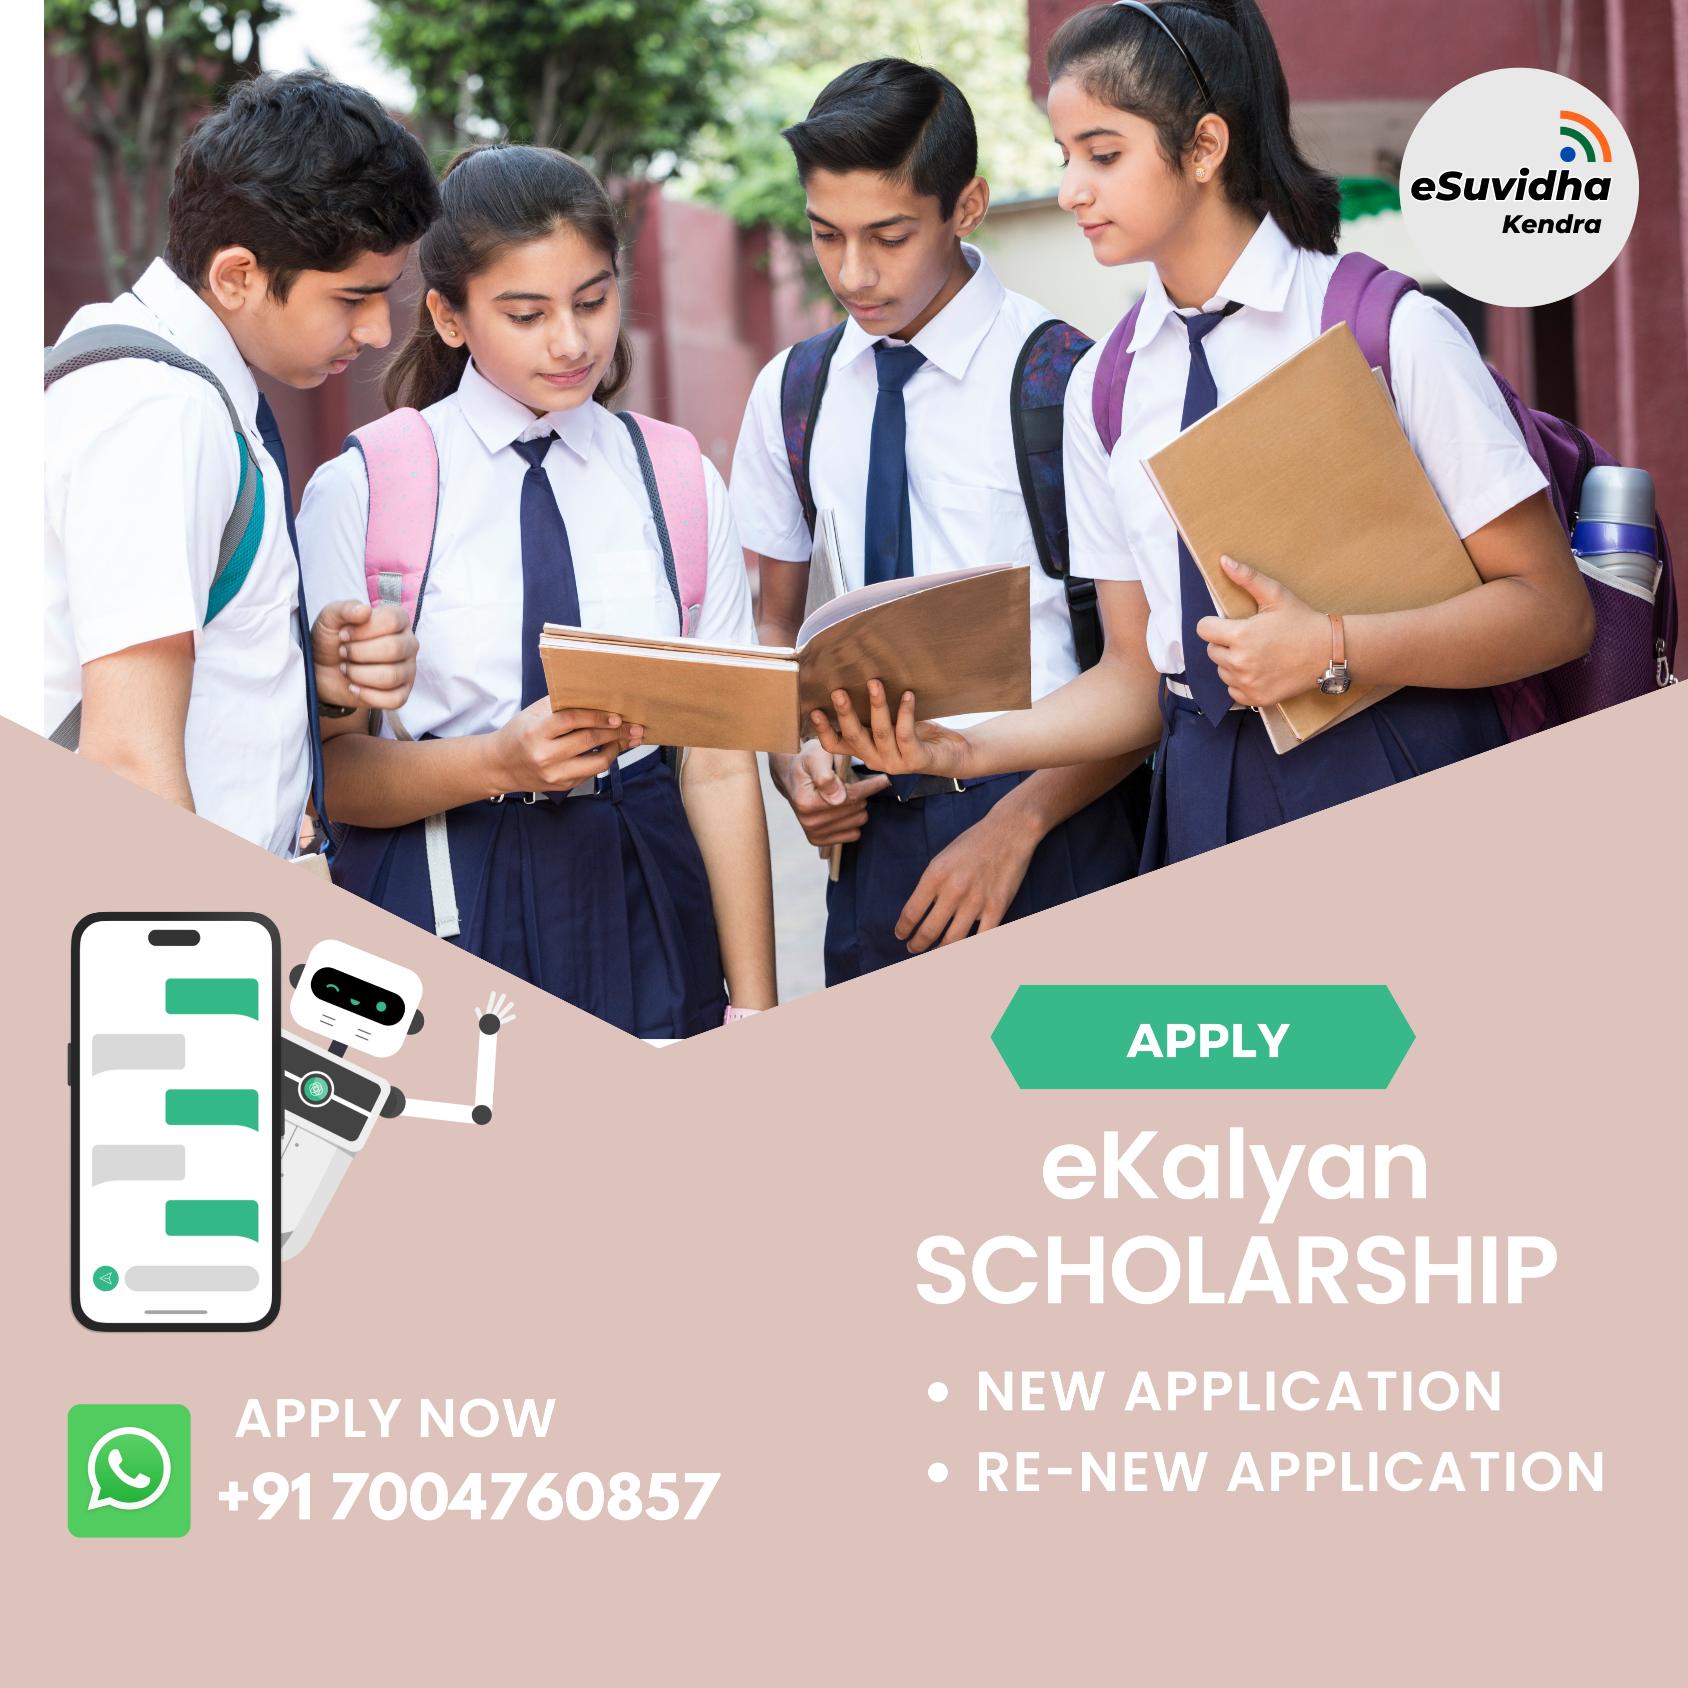 eSuvidha
Kendra
APPLY
eKalyan
SCHOLARSHIP
• NEW APPLICATION
• RE-NEW APPLICATION
APPLY NOW
+91 7004760857